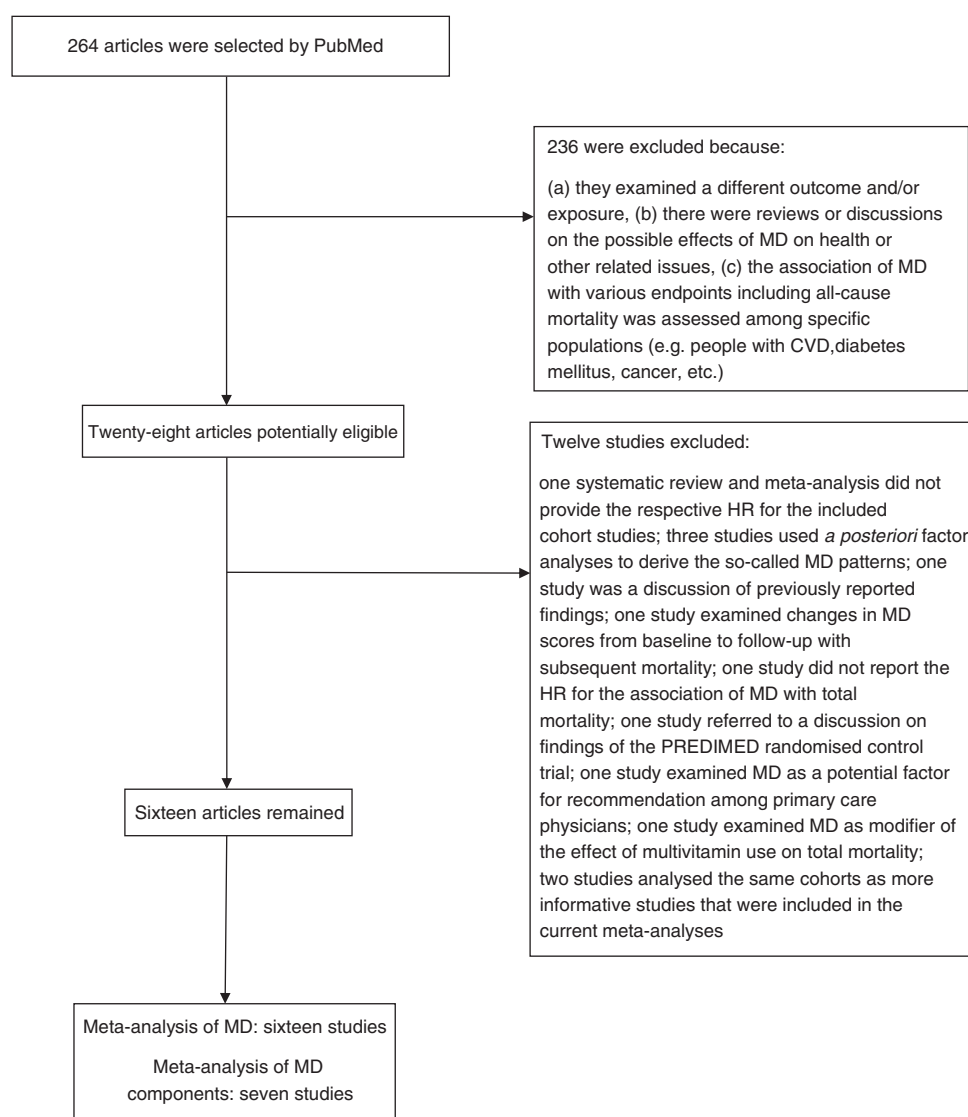 264 articles were selected by PubMed
236 were excluded because:
(a) they examined a different outcome and/or
exposure, (b) there were reviews or discussions
on the possible effects of MD on health or
other related issues, (c) the association of MD
with various endpoints including all-cause
mortality was assessed among specific
populations (e.g. people with CVD,diabetes
mellitus, cancer, etc.)
Twenty-eight articles potentially eligible
Twelve studies excluded:
one systematic review and meta-analysis did not
provide the respective HR for the included
cohort studies; three studies used a posteriori factor
analyses to derive the so-called MD patterns; one
study was a discussion of previously reported
findings; one study examined changes in MD
scores from baseline to follow-up with
subsequent mortality; one study did not report the
HR for the association of MD with total
mortality; one study referred to a discussion on
findings of the PREDIMED randomised control
trial; one study examined MD as a potential factor
for recommendation among primary care
physicians; one study examined MD as modifier of
the effect of multivitamin use on total mortality;
two studies analysed the same cohorts as more
informative studies that were included in the
current meta-analyses
Sixteen articles remained
Meta-analysis of MD: sixteen studies
Meta-analysis of MD
components: seven studies